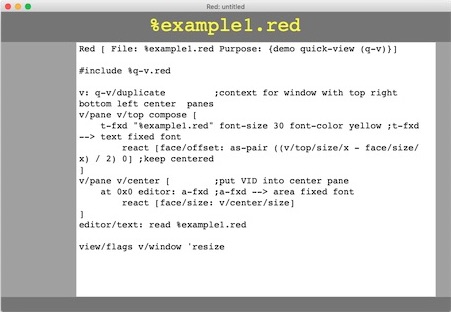 Red: untitled
%example1.red
Red [ File: %example1.red Purpose: {demo quick-view (q-v)}]
#include %q-v.red
v: q-v/duplicate ;context for window with top right
bottom left center panes
v/pane v/top compose [
t-fxd "%example1.red" font-size 30 font-color yellow ;t-fxd
--> text fixed font
react [face/offset: as-pair ((v/top/size/x - face/size/
x) / 2) 0] ;keep centered
]
v/pane v/center [ ;put VID into center pane
at 0x0 editor: a-fxd ;a-fxd --> area fixed font
react [face/size: v/center/size]
]
editor/text: read %example1.red
view/flags v/window 'resize